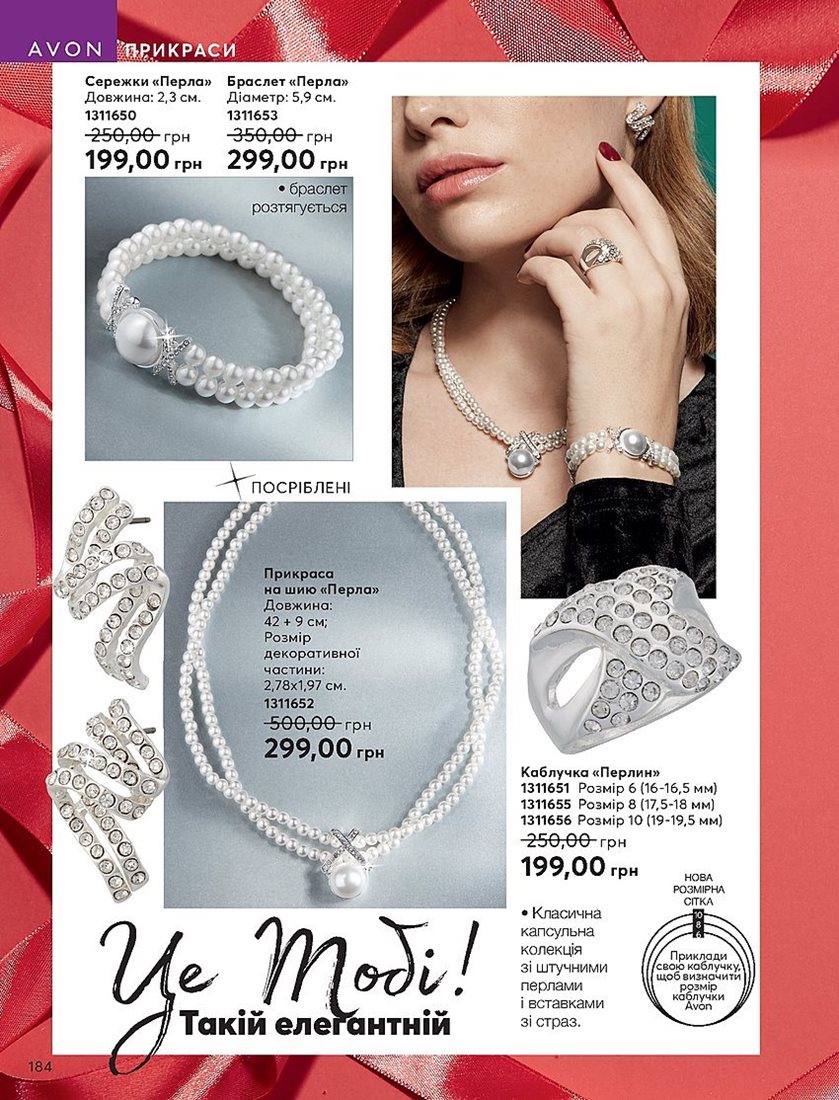 AVON ПРИКРАСИ
Сережки «Перла»
Довжина: 2,3 см.
1311650
250,00 грн
199,00 грн
Браслет «Перла»
Діаметр: 5,9 см.
1311653
350,00 грн
299,00 грн
• браслет
розтягується
ПОСРІБЛЕНІ
Прикраса
на шию «Перла»
Довжина:
42 + 9 см;
Розмір
декоративної
частини:
2,78х1,97 см.
1311652
500,00 грн
299,00 грн
Каблучка «Перлин»
1311651 Розмір 6 (16-16,5 мм)
1311655 Розмір 8 (17,5-18 мм)
1311656 Розмір 10 (19-19,5 мм)
250,00 грн
199,00 грн
• Класична
капсульна
колекція
зі штучними
перлами
і вставками
зі страз.
НОВА
РОЗМІРНА
СІТКА
10
8
6
Приклади
свою каблучку,
щоб визначити
розмір
каблучки
Avon
Це Тобі!
Такій елегантній
184